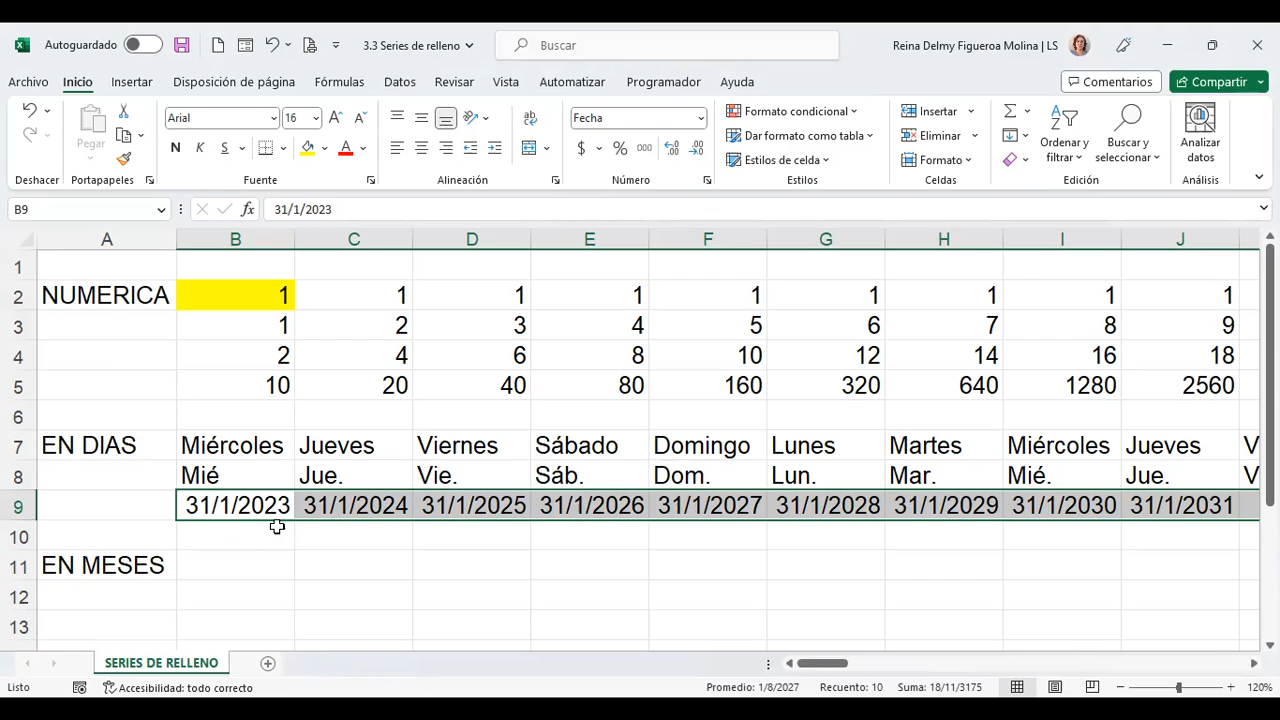 Autoguardado 3.3 Series de relleno Buscar Reina Delmy Figueroa Molina | LS
Archivo Inicio Insertar Disposición de página Fórmulas Datos Revisar Vista Automatizar Programador Ayuda Comentarios Compartir
Pegar
Arial 16
N K S A
ab
Fecha
$ % 000
Formato condicional
Dar formato como tabla
Estilos de celda
Insertar
Eliminar
Formato
Ordenar y filtrar
Buscar y seleccionar
Analizar datos
Deshacer Portapapeles Fuente Alineación Número Estilos Celdas Edición Análisis
B9 fx 31/1/2023
A B C D E F G H I J
1
2 NUMERICA 1 1 1 1 1 1 1 1 1
3 1 2 3 4 5 6 7 8 9
4 2 4 6 8 10 12 14 16 18
5 10 20 40 80 160 320 640 1280 2560
6
7 EN DIAS Miércoles Jueves Viernes Sábado Domingo Lunes Martes Miércoles Jueves V
8 Mié Jue. Vie. Sáb. Dom. Lun. Mar. Mié. Jue. V
9 31/1/2023 31/1/2024 31/1/2025 31/1/2026 31/1/2027 31/1/2028 31/1/2029 31/1/2030 31/1/2031
10
11 EN MESES
12
13
SERIES DE RELLENO
Listo Accesibilidad: todo correcto Promedio: 1/8/2027 Recuento: 10 Suma: 18/11/3175 120%